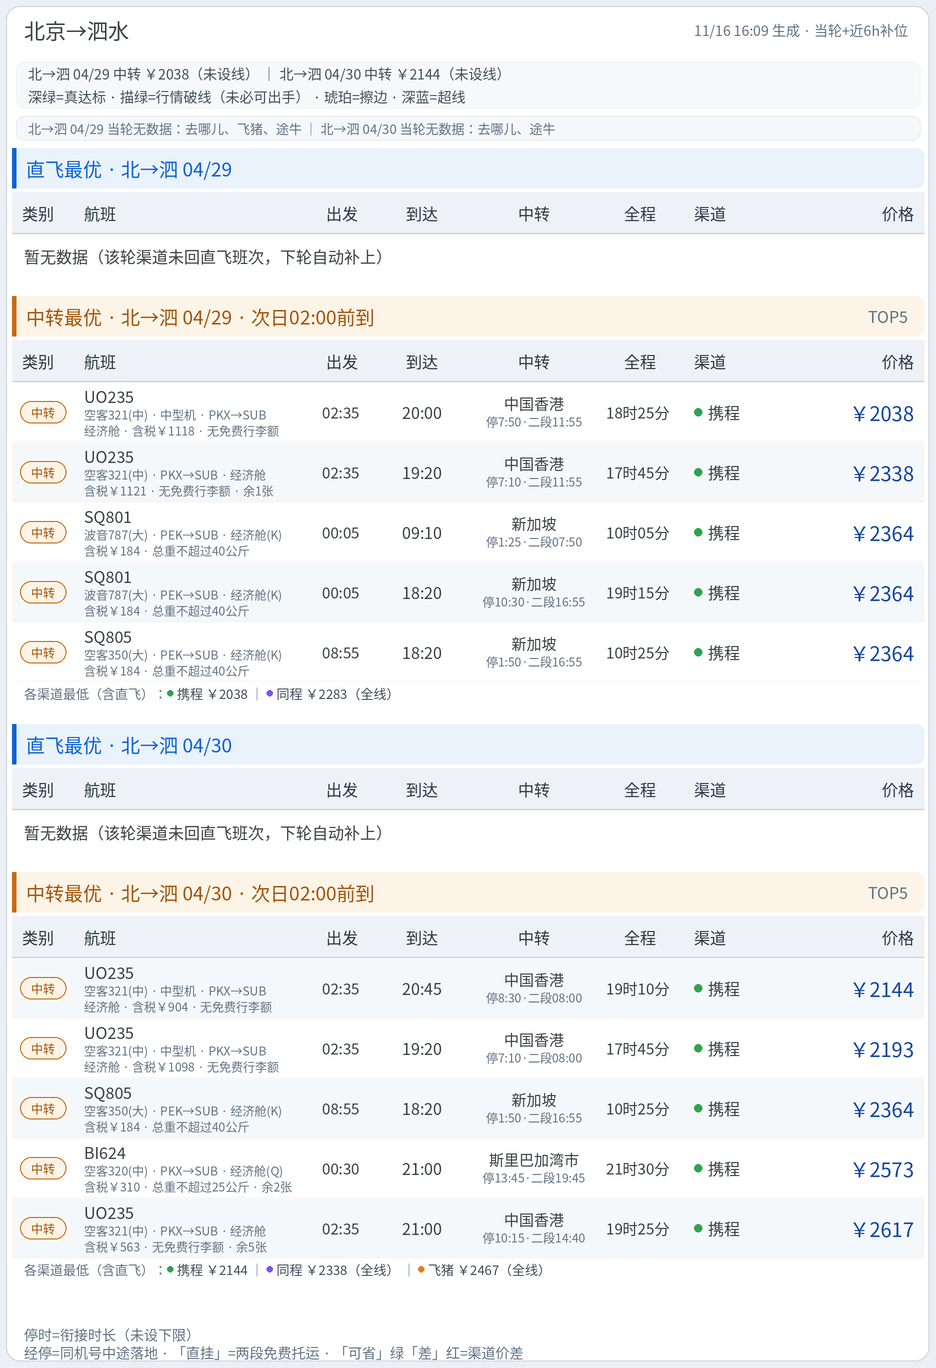 北京→泗水
11/16 16:09 生成 · 当轮+近6h补位
北→泗 04/29 中转 ￥2038（未设线） ｜ 北→泗 04/30 中转 ￥2144（未设线）
深绿=真达标 · 描绿=行情破线（未必可出手） · 琥珀=擦边 · 深蓝=超线
北→泗 04/29 当轮无数据：去哪儿、飞猪、途牛 ｜ 北→泗 04/30 当轮无数据：去哪儿、途牛
直飞最优 · 北→泗 04/29
类别 航班 出发 到达 中转 全程 渠道 价格
暂无数据（该轮渠道未回直飞班次，下轮自动补上）
中转最优 · 北→泗 04/29 · 次日02:00前到 TOP5
类别 航班 出发 到达 中转 全程 渠道 价格
UO235
空客321(中) · 中型机 · PKX→SUB
经济舱 · 含税￥1118 · 无免费行李额
中转 02:35 20:00 中国香港 18时25分 携程 ￥2038
停7:50·二段11:55
UO235
空客321(中) · PKX→SUB · 经济舱
含税￥1121 · 无免费行李额 · 余1张
中转 02:35 19:20 中国香港 17时45分 携程 ￥2338
停7:10·二段11:55
SQ801
波音787(大) · PEK→SUB · 经济舱(K)
含税￥184 · 总重不超过40公斤
中转 00:05 09:10 新加坡 10时05分 携程 ￥2364
停1:25·二段07:50
SQ801
波音787(大) · PEK→SUB · 经济舱(K)
含税￥184 · 总重不超过40公斤
中转 00:05 18:20 新加坡 19时15分 携程 ￥2364
停10:30·二段16:55
SQ805
空客350(大) · PEK→SUB · 经济舱(K)
含税￥184 · 总重不超过40公斤
中转 08:55 18:20 新加坡 10时25分 携程 ￥2364
停1:50·二段16:55
各渠道最低（含直飞）：携程 ￥2038 ｜ 同程 ￥2283（全线）
直飞最优 · 北→泗 04/30
类别 航班 出发 到达 中转 全程 渠道 价格
暂无数据（该轮渠道未回直飞班次，下轮自动补上）
中转最优 · 北→泗 04/30 · 次日02:00前到 TOP5
类别 航班 出发 到达 中转 全程 渠道 价格
UO235
空客321(中) · 中型机 · PKX→SUB
经济舱 · 含税￥904 · 无免费行李额
中转 02:35 20:45 中国香港 19时10分 携程 ￥2144
停8:30·二段08:00
UO235
空客321(中) · 中型机 · PKX→SUB
经济舱 · 含税￥1098 · 无免费行李额
中转 02:35 19:20 中国香港 17时45分 携程 ￥2193
停7:10·二段08:00
SQ805
空客350(大) · PEK→SUB · 经济舱(K)
含税￥184 · 总重不超过40公斤
中转 08:55 18:20 新加坡 10时25分 携程 ￥2364
停1:50·二段16:55
BI624
空客320(中) · PKX→SUB · 经济舱(Q)
含税￥310 · 总重不超过25公斤 · 余2张
中转 00:30 21:00 斯里巴加湾市 21时30分 携程 ￥2573
停13:45·二段19:45
UO235
空客321(中) · PKX→SUB · 经济舱
含税￥563 · 无免费行李额 · 余5张
中转 02:35 21:00 中国香港 19时25分 携程 ￥2617
停10:15·二段14:40
各渠道最低（含直飞）：携程 ￥2144 ｜ 同程 ￥2338（全线） ｜ 飞猪 ￥2467（全线）
停时=衔接时长（未设下限）
经停=同机号中途落地 · 「直挂」=两段免费托运 · 「可省」绿「差」红=渠道价差